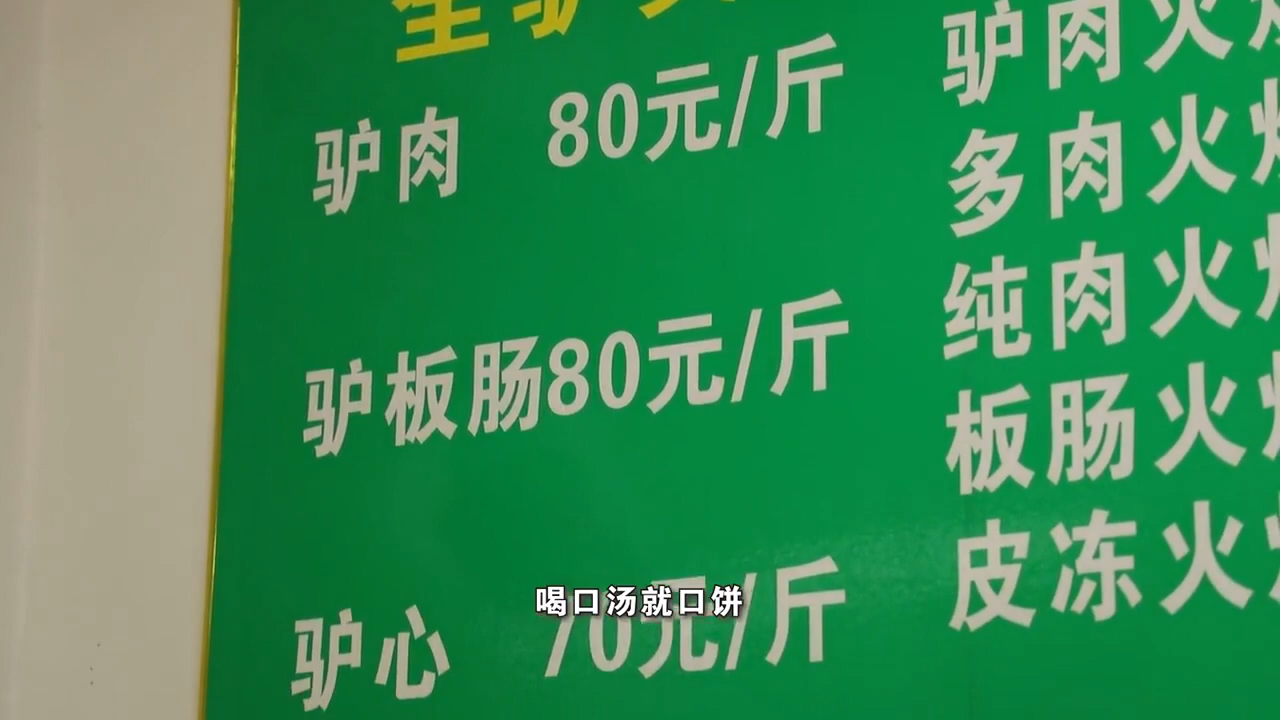 驴肉 80元/斤
驴板肠80元/斤
驴心 70元/斤
驴肉火
多肉火
纯肉火
板肠火
皮冻火
喝口汤就口饼